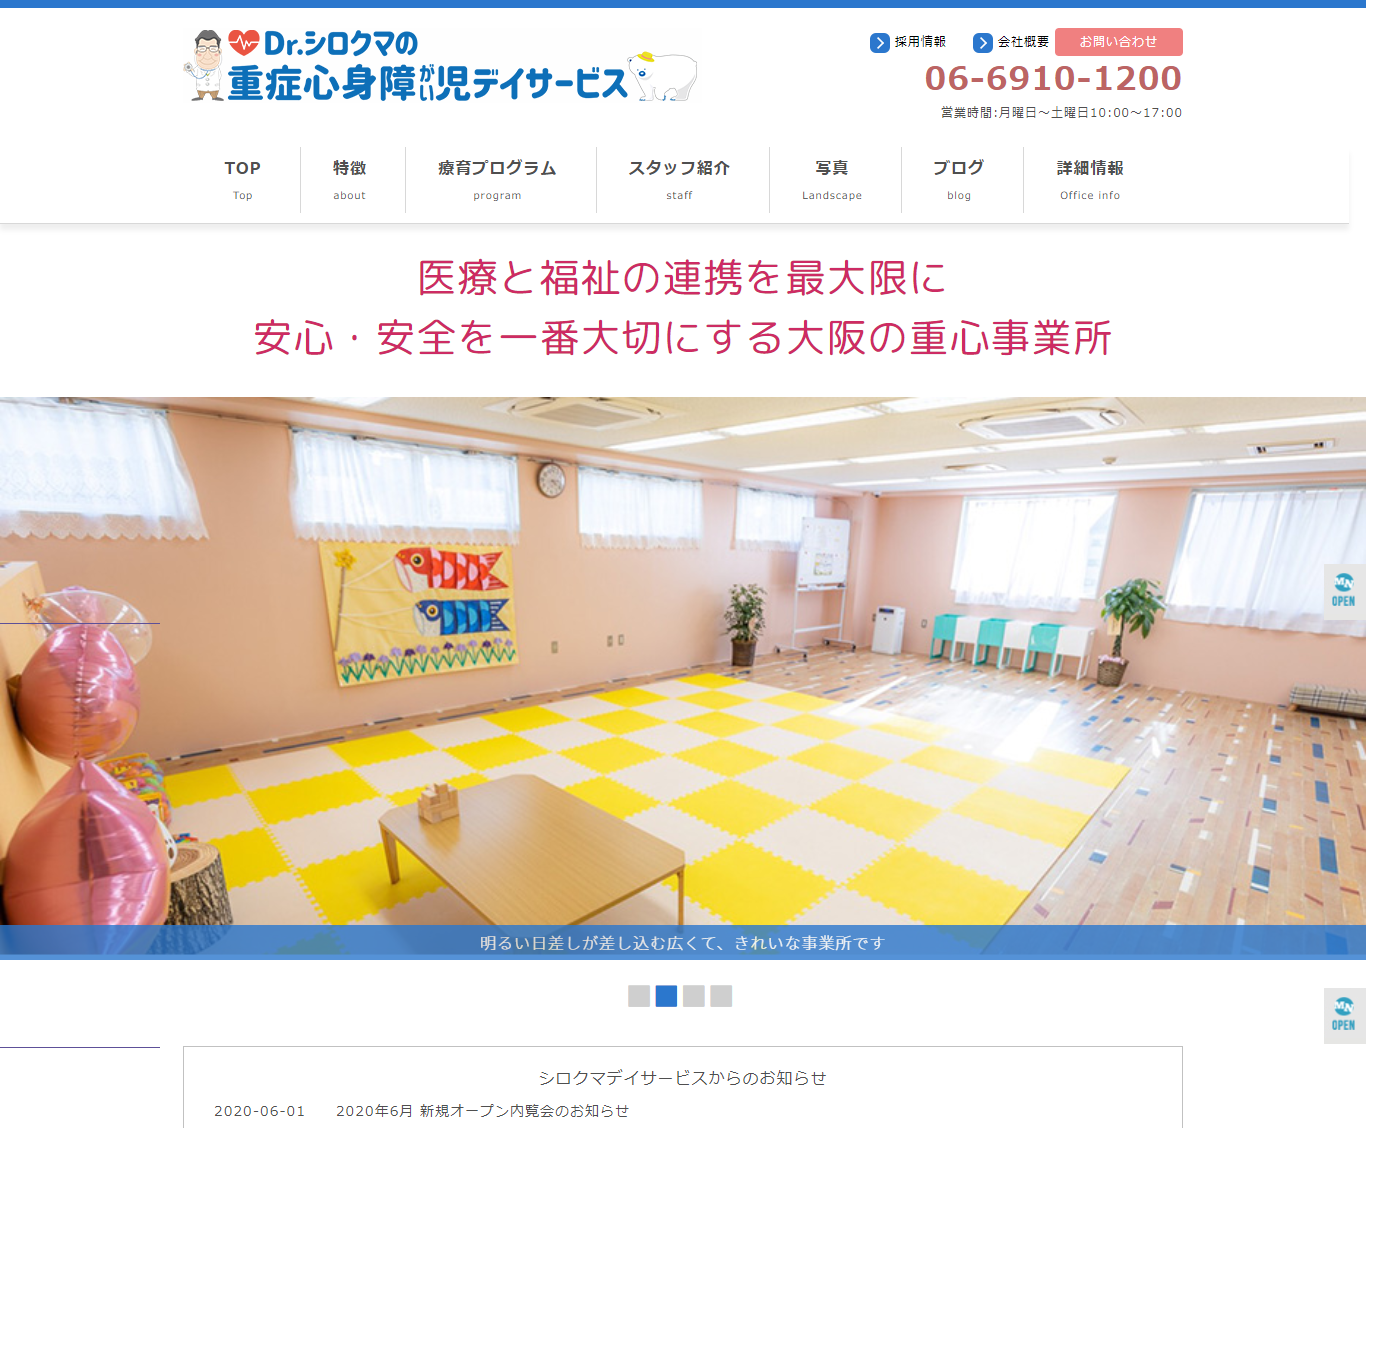 Dr.シロクマの
重症心身障がい児デイサービス
採用情報
会社概要
お問い合わせ
06-6910-1200
営業時間:月曜日～土曜日10:00～17:00
TOP
Top
特徴
about
療育プログラム
program
スタッフ紹介
staff
写真
Landscape
ブログ
blog
詳細情報
Office info
医療と福祉の連携を最大限に
安心・安全を一番大切にする大阪の重心事業所
MN
OPEN
明るい日差しが差し込む広くて、きれいな事業所です
MN
OPEN
シロクマデイサービスからのお知らせ
2020-06-01 2020年6月 新規オープン内覧会のお知らせ